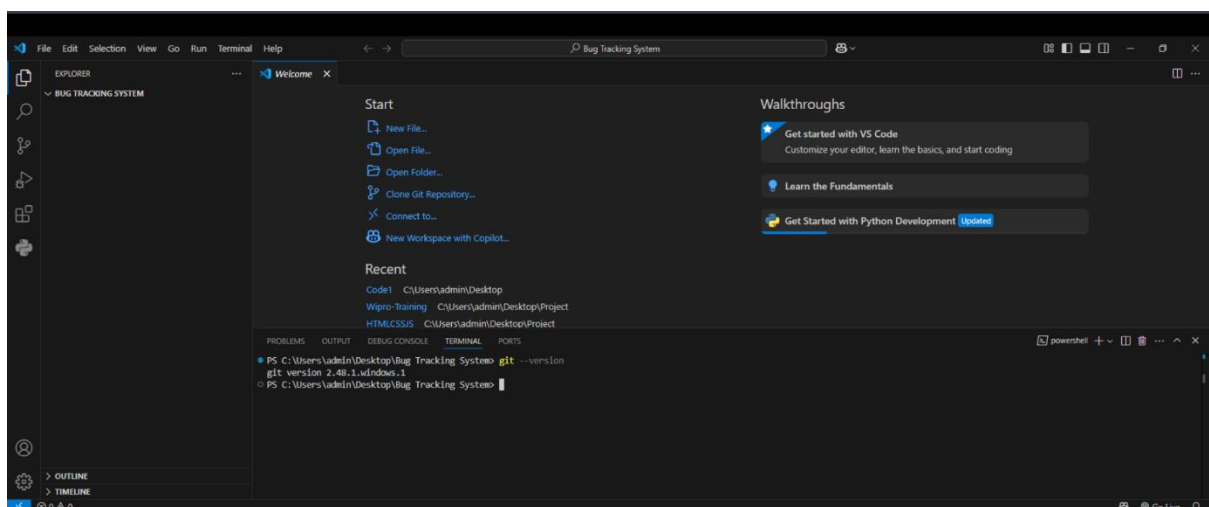 File Edit Selection View Go Run Terminal Help
Bug Tracking System
EXPLORER
BUG TRACKING SYSTEM
Welcome
Start
New File...
Open File...
Open Folder...
Clone Git Repository...
Connect to...
New Workspace with Copilot...
Recent
Code1 C:\Users\admin\Desktop
Wipro-Training C:\Users\admin\Desktop\Project
HTMLCSSJS C:\Users\admin\Desktop\Project
Walkthroughs
Get started with VS Code
Customize your editor, learn the basics, and start coding
Learn the Fundamentals
Get Started with Python Development Updated
PROBLEMS OUTPUT DEBUG CONSOLE TERMINAL PORTS
powershell
PS C:\Users\admin\Desktop\Bug Tracking System> git --version
git version 2.48.1.windows.1
PS C:\Users\admin\Desktop\Bug Tracking System>
OUTLINE
TIMELINE
0 0
Go Live